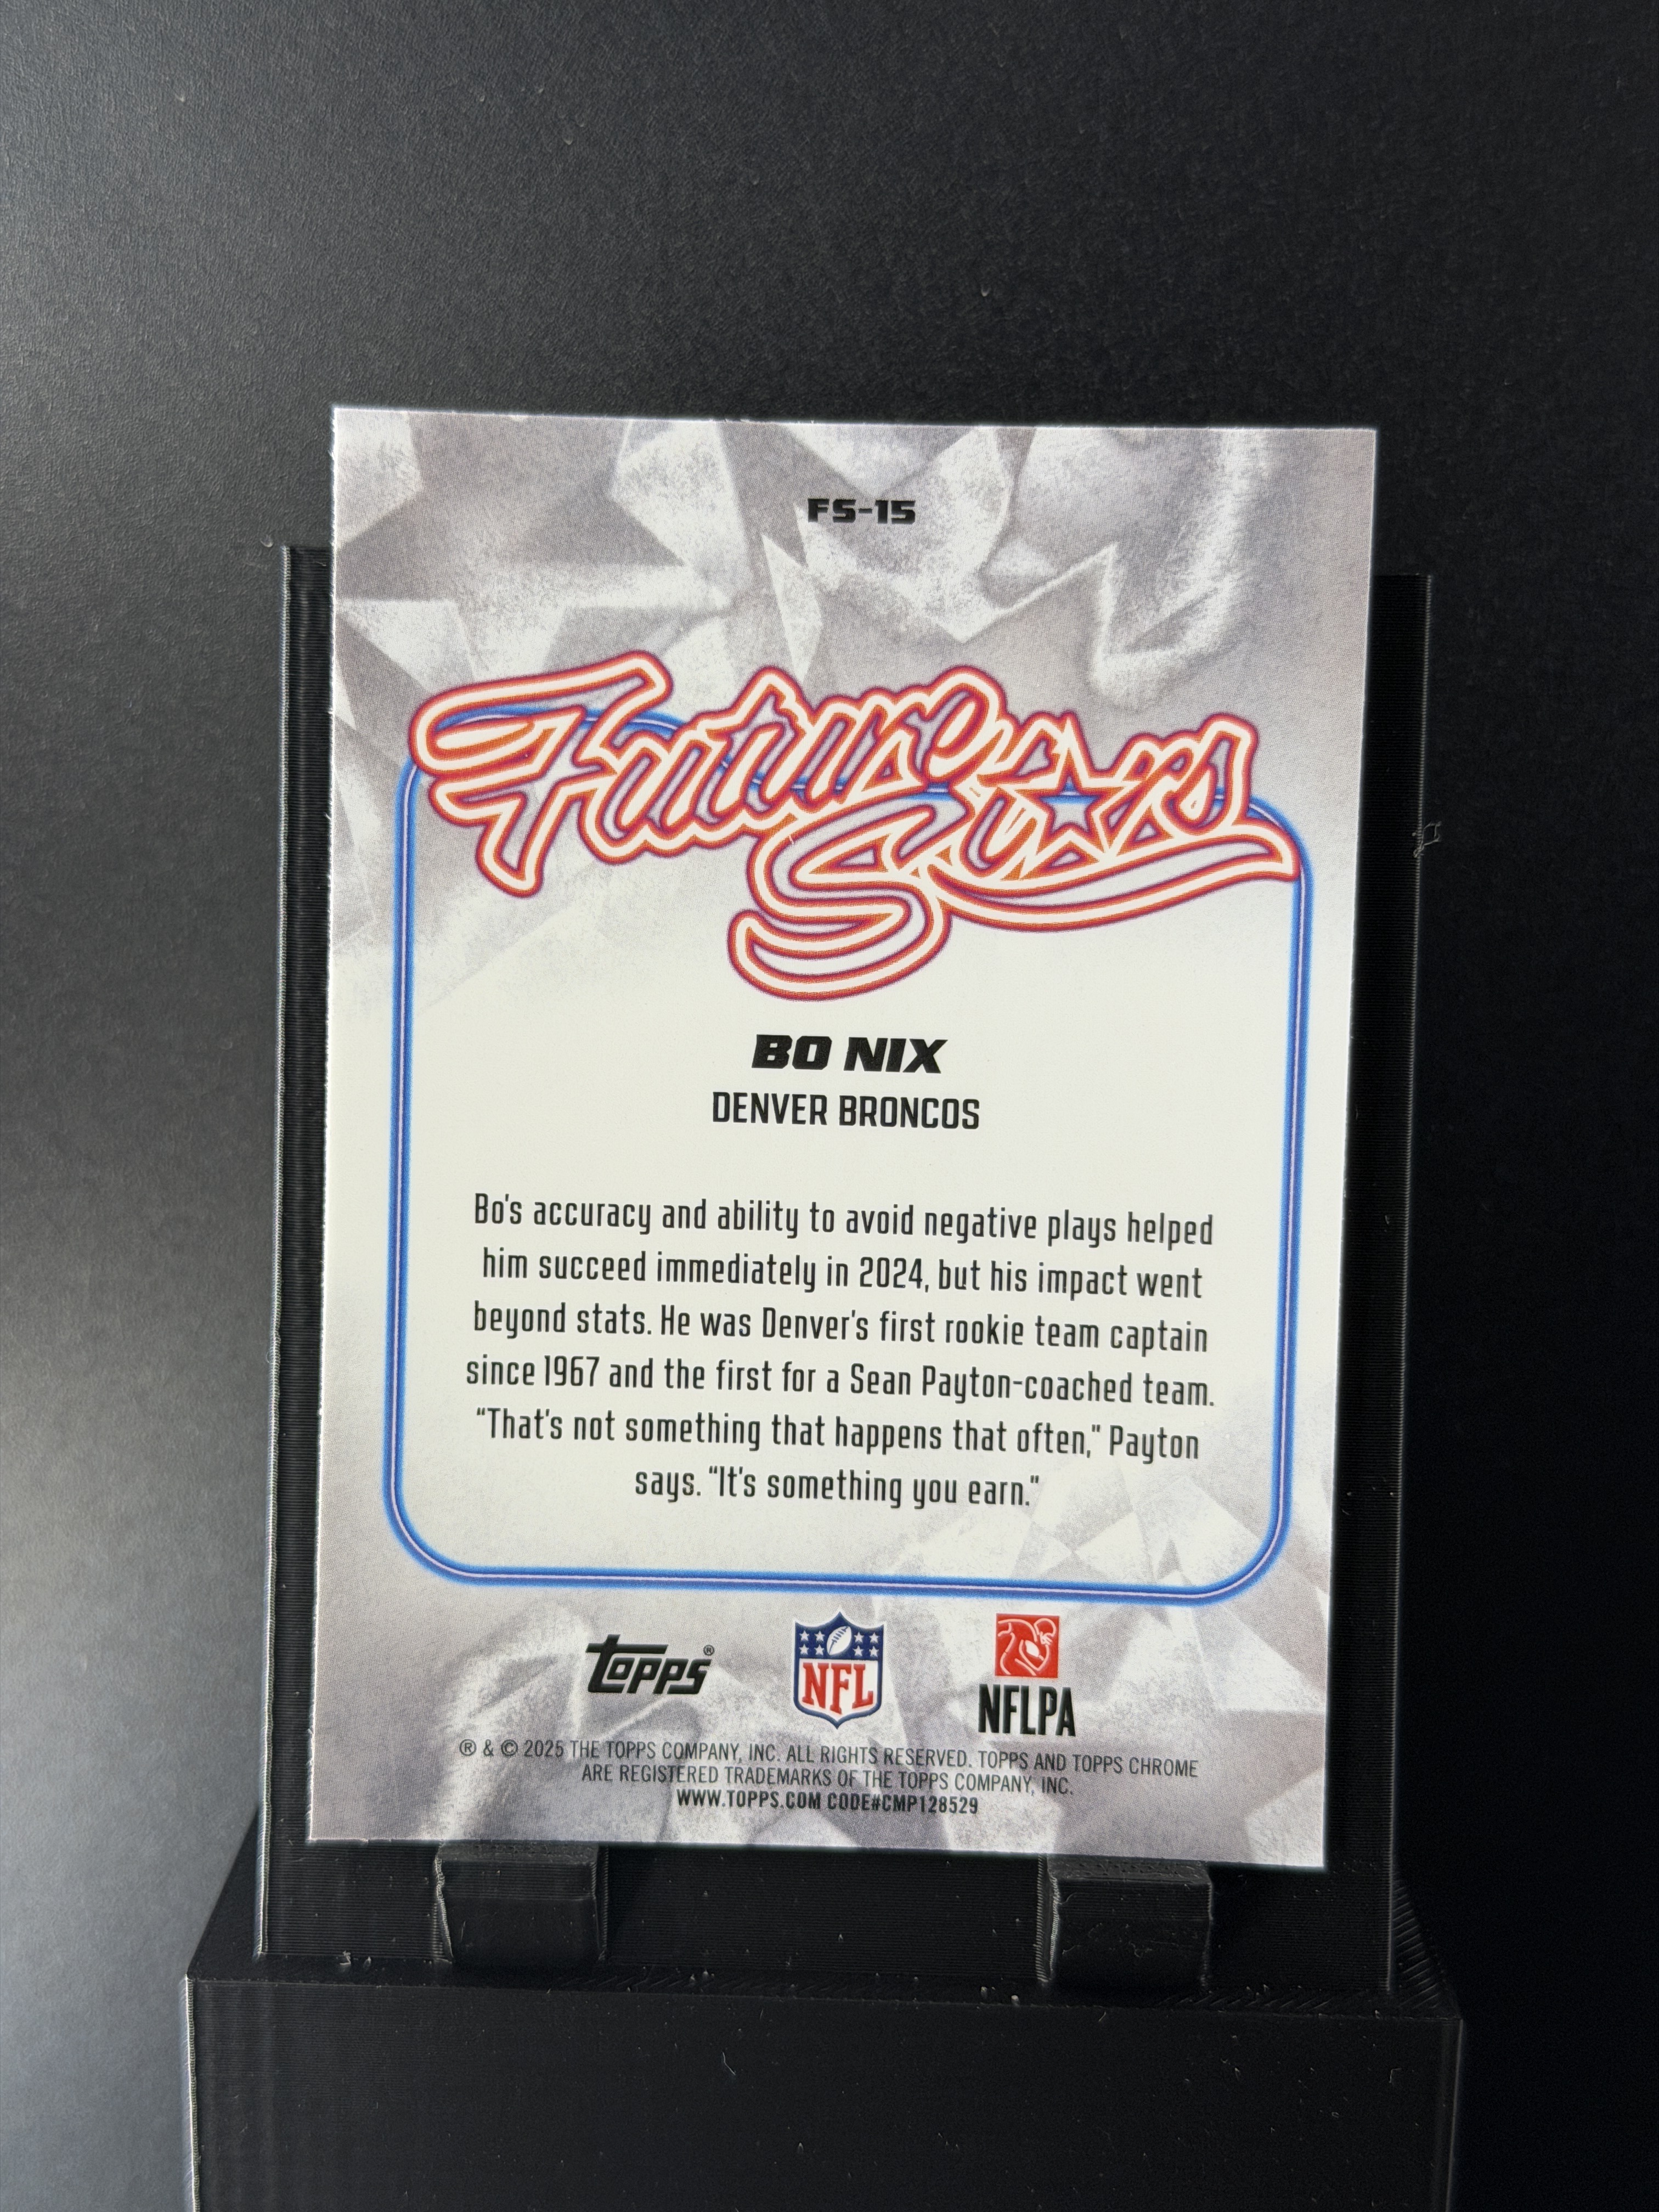 FS-15
Future Stars
BO NIX
DENVER BRONCOS
Bo's accuracy and ability to avoid negative plays helped
him succeed immediately in 2024, but his impact went
beyond stats. He was Denver's first rookie team captain
since 1967 and the first for a Sean Payton-coached team.
“That's not something that happens that often,” Payton
says. “It's something you earn.”
topps® NFL NFLPA
® & © 2025 THE TOPPS COMPANY, INC. ALL RIGHTS RESERVED. TOPPS AND TOPPS CHROME
ARE REGISTERED TRADEMARKS OF THE TOPPS COMPANY, INC.
WWW.TOPPS.COM CODE#CMP128529